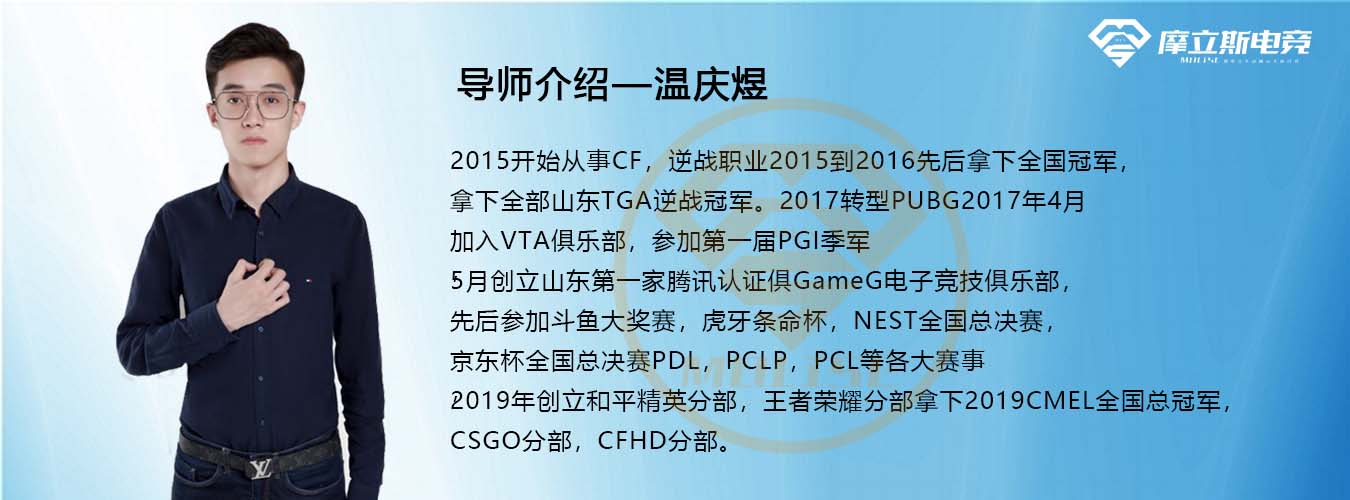 摩立斯电竞
MOLISE
导师介绍—温庆煜
2015开始从事CF，逆战职业2015到2016先后拿下全国冠军，
拿下全部山东TGA逆战冠军。2017转型PUBG2017年4月
加入VTA俱乐部，参加第一届PGI季军
5月创立山东第一家腾讯认证俱GameG电子竞技俱乐部，
先后参加斗鱼大奖赛，虎牙条命杯，NEST全国总决赛，
京东杯全国总决赛PDL，PCLP，PCL等各大赛事
2019年创立和平精英分部，王者荣耀分部拿下2019CMEL全国总冠军，
CSGO分部，CFHD分部。
MOLISE
LV